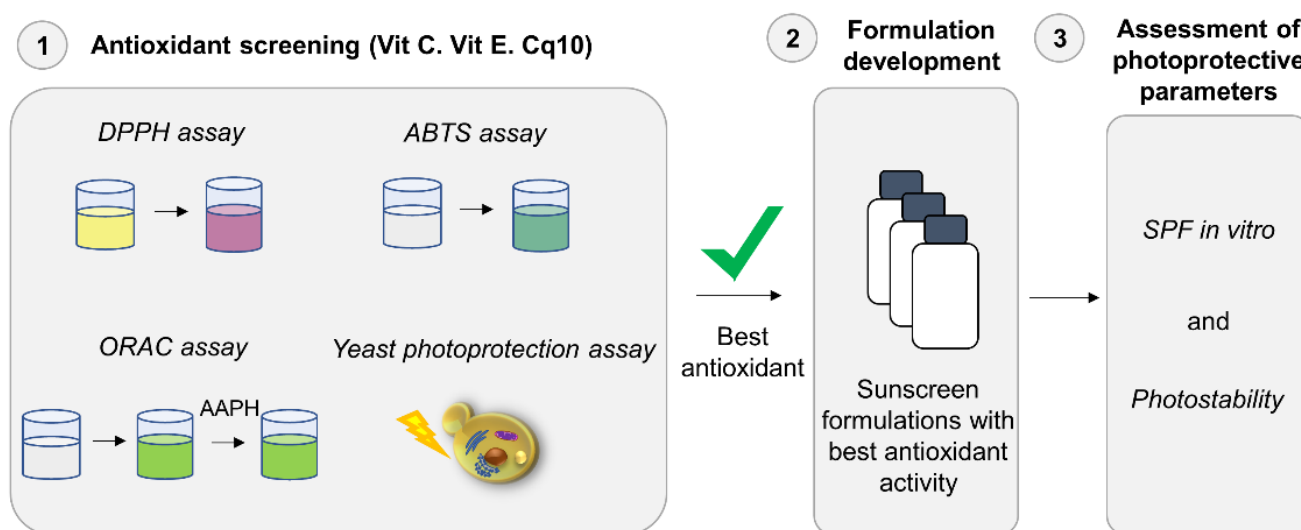 1 Antioxidant screening (Vit C. Vit E. Cq10)
DPPH assay
ABTS assay
ORAC assay
AAPH
Yeast photoprotection assay
Best
antioxidant
2 Formulation
development
Sunscreen
formulations with
best antioxidant
activity
3 Assessment of
photoprotective
parameters
SPF in vitro
and
Photostability